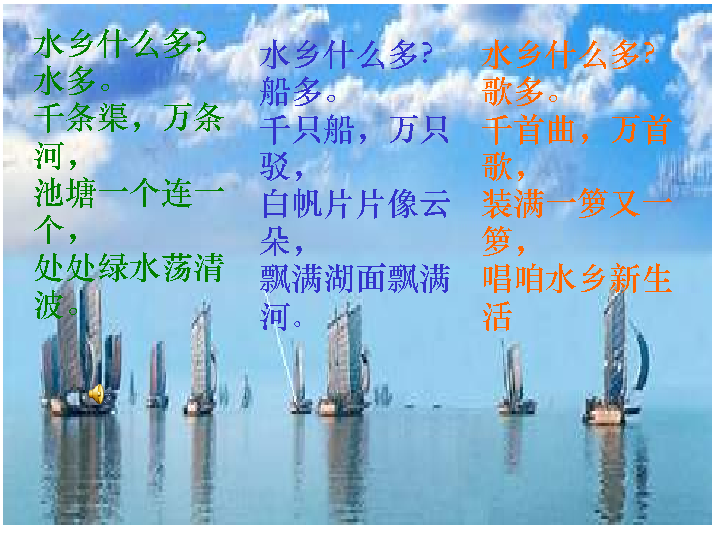 水乡什么多?
水多。
千条渠，万条
河，
池塘一个连一
个，
处处绿水荡清
波。
水乡什么多?
船多。
千只船，万只
驳，
白帆片片像云
朵，
飘满湖面飘满
河。
水乡什么多?
歌多。
千首曲，万首
歌，
装满一箩又一
箩，
唱咱水乡新生
活